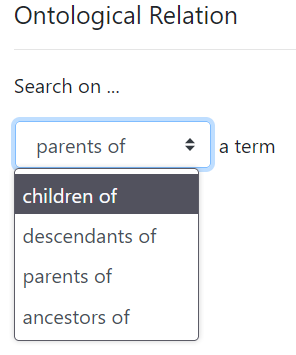 Ontological Relation
Search on ...
parents of a term
children of
descendants of
parents of
ancestors of